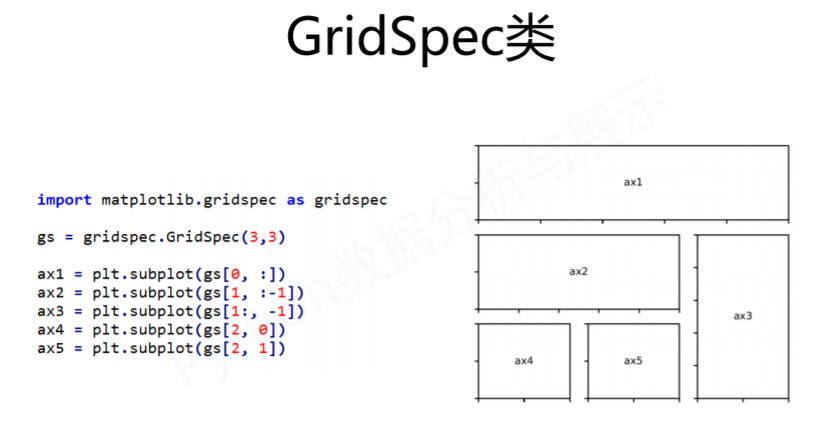 GridSpec类
import matplotlib.gridspec as gridspec
gs = gridspec.GridSpec(3,3)
ax1 = plt.subplot(gs[0, :])
ax2 = plt.subplot(gs[1, :-1])
ax3 = plt.subplot(gs[1:, -1])
ax4 = plt.subplot(gs[2, 0])
ax5 = plt.subplot(gs[2, 1])
ax1
ax2
ax3
ax4
ax5
Python数据分析与展示